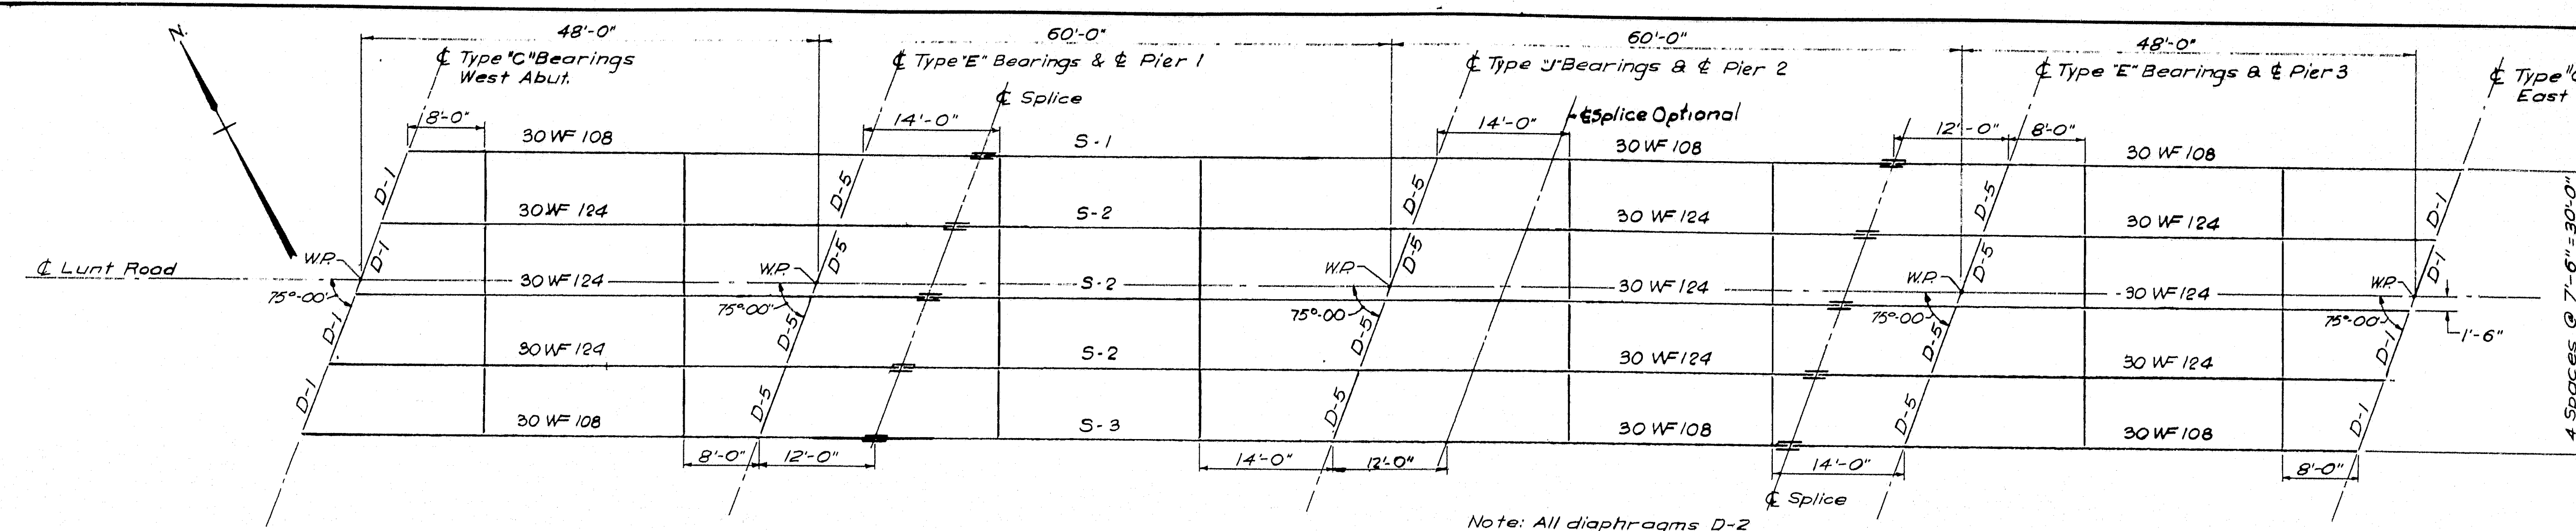 N.
48'-0"
60'-0"
60'-0"
48'-0"
℄ Type "C" Bearings
West Abut.
℄ Type "E" Bearings & ℄ Pier 1
℄ Type "J" Bearings & ℄ Pier 2
℄ Type "E" Bearings & ℄ Pier 3
℄ Type
East
℄ Splice
℄ Splice Optional
8'-0"
14'-0"
14'-0"
12'-0"
8'-0"
30 WF 108
S-1
30 WF 108
30 WF 108
D-1
D-5
D-5
D-5
D-1
30 WF 124
S-2
30 WF 124
30 WF 124
D-1
D-5
D-5
D-5
D-1
℄ Lunt Road
W.P.
W.P.
W.P.
W.P.
W.P.
30 WF 124
S-2
30 WF 124
30 WF 124
75°-00'
75°-00'
75°-00
75°-00'
75°-00'
1'-6"
4 Spaces @ 7'-6"=30'-0"
D-1
D-5
D-5
D-5
D-1
30 WF 124
S-2
30 WF 124
30 WF 124
D-1
D-5
D-5
D-5
D-1
30 WF 108
S-3
30 WF 108
30 WF 108
8'-0"
12'-0"
14'-0"
12'-0"
14'-0"
8'-0"
℄ Splice
Note: All diaphragms D-2